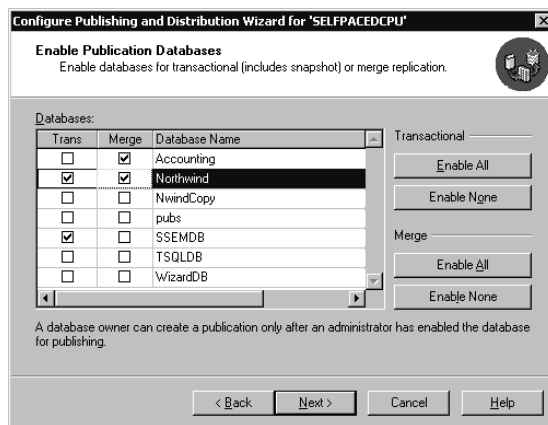 Configure Publishing and Distribution Wizard for 'SELFPACEDCPU'
Enable Publication Databases
Enable databases for transactional (includes snapshot) or merge replication.
Databases:
Trans Merge Database Name
Accounting
Northwind
NwindCopy
pubs
SSEMDB
TSQLDB
WizardDB
Transactional
Enable All
Enable None
Merge
Enable All
Enable None
A database owner can create a publication only after an administrator has enabled the database
for publishing.
< Back Next > Cancel Help